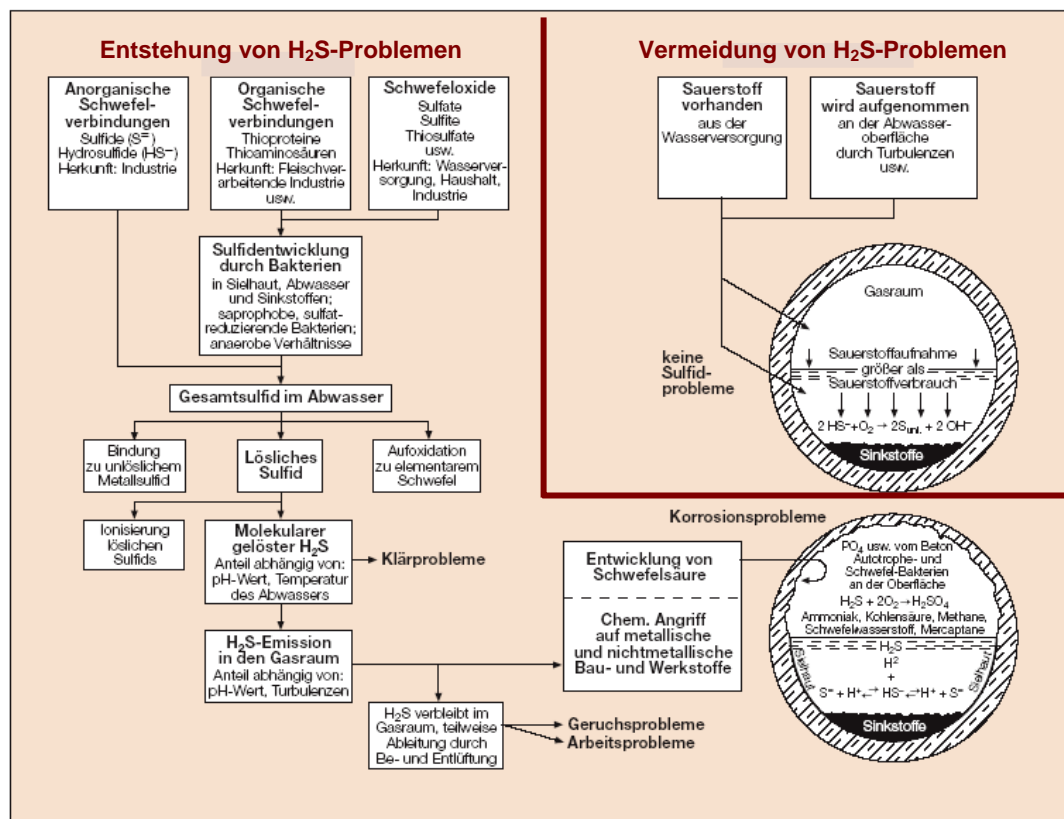 Entstehung von H₂S-Problemen
Anorganische
Schwefel-
verbindungen
Sulfide (S⁼)
Hydrosulfide (HS⁻)
Herkunft: Industrie
Organische
Schwefel-
verbindungen
Thioproteine
Thioaminosäuren
Herkunft: Fleischver-
arbeitende Industrie
usw.
Schwefeloxide
Sulfate
Sulfite
Thiosulfate
usw.
Herkunft: Wasserver-
sorgung, Haushalt,
Industrie
Sulfidentwicklung
durch Bakterien
in Sielhaut, Abwasser
und Sinkstoffen;
saprophobe, sulfat-
reduzierende Bakterien;
anaerobe Verhältnisse
Gesamtsulfid im Abwasser
Bindung
zu unlöslichem
Metallsulfid
Lösliches
Sulfid
Aufoxidation
zu elementarem
Schwefel
Ionisierung
löslichen
Sulfids
Molekularer
gelöster H₂S
Anteil abhängig von:
pH-Wert, Temperatur
des Abwassers
Klärprobleme
H₂S-Emission
in den Gasraum
Anteil abhängig von:
pH-Wert, Turbulenzen
H₂S verbleibt im
Gasraum, teilweise
Ableitung durch
Be- und Entlüftung
Geruchsprobleme
Arbeitsprobleme
Vermeidung von H₂S-Problemen
Sauerstoff
vorhanden
aus der
Wasserversorgung
Sauerstoff
wird aufgenommen
an der Abwasser-
oberfläche
durch Turbulenzen
usw.
keine
Sulfid-
probleme
Gasraum
Sauerstoffaufnahme
größer als
Sauerstoffverbrauch
2 HS⁻+O₂ → 2S unl. + 2 OH⁻
Sinkstoffe
Korrosionsprobleme
Entwicklung von
Schwefelsäure
Chem. Angriff
auf metallische
und nichtmetallische
Bau- und Werkstoffe
PO₄ usw. vom Beton
Autotrophe- und
Schwefel-Bakterien
an der Oberfläche
H₂S + 2O₂→H₂SO₄
Ammoniak, Kohlensäure, Methane,
Schwefelwasserstoff, Mercaptane
Sielhaut
H₂S
H²
+
S⁼ + H⁺ ⇄ HS⁻ ⇄ H⁺ + S⁼
Sielhaut
Sinkstoffe